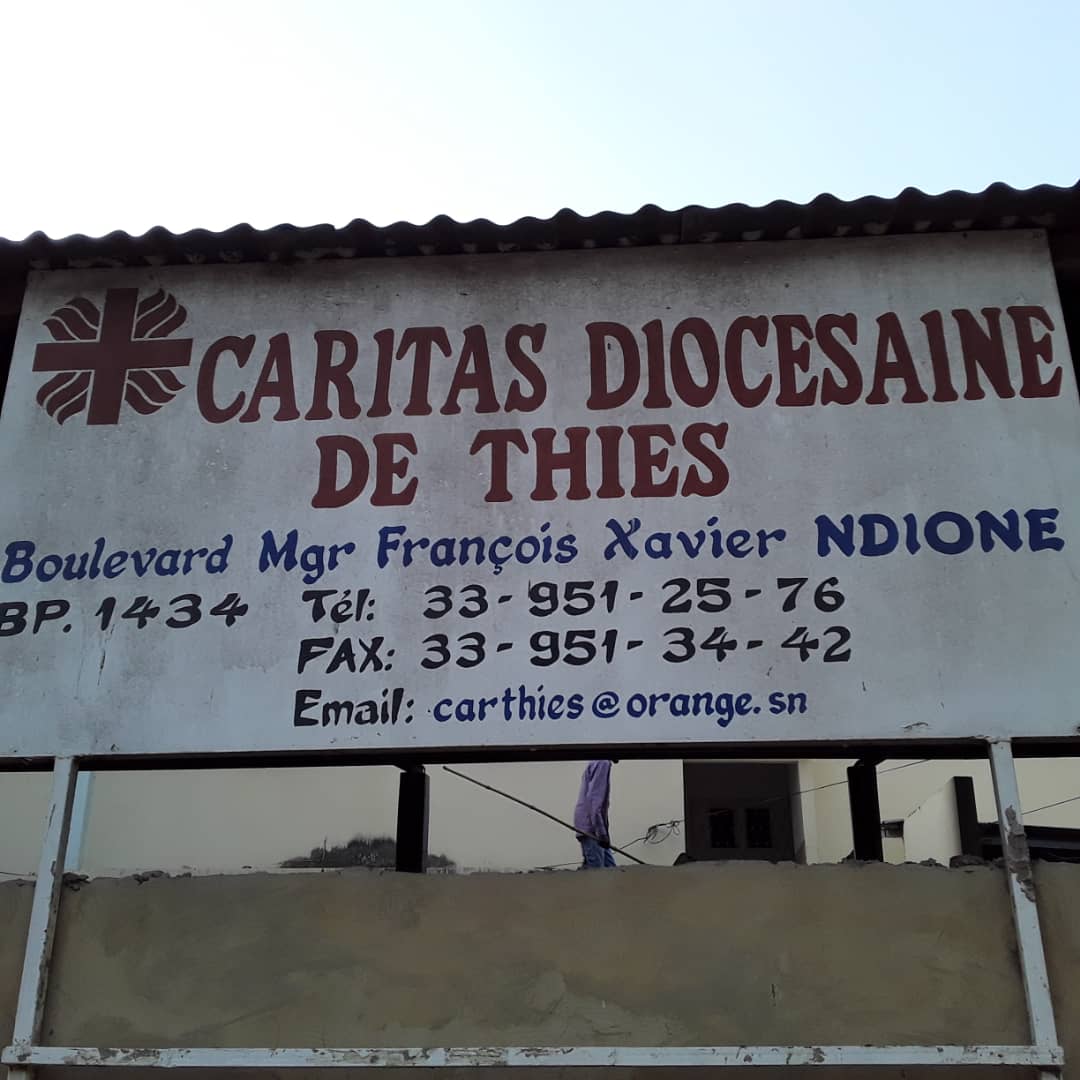 CARITAS DIOCESAINE
DE THIES
Boulevard Mgr François Xavier NDIONE
BP. 1434 Tél: 33-951-25-76
FAX: 33-951-34-42
Email: carthies@orange.sn